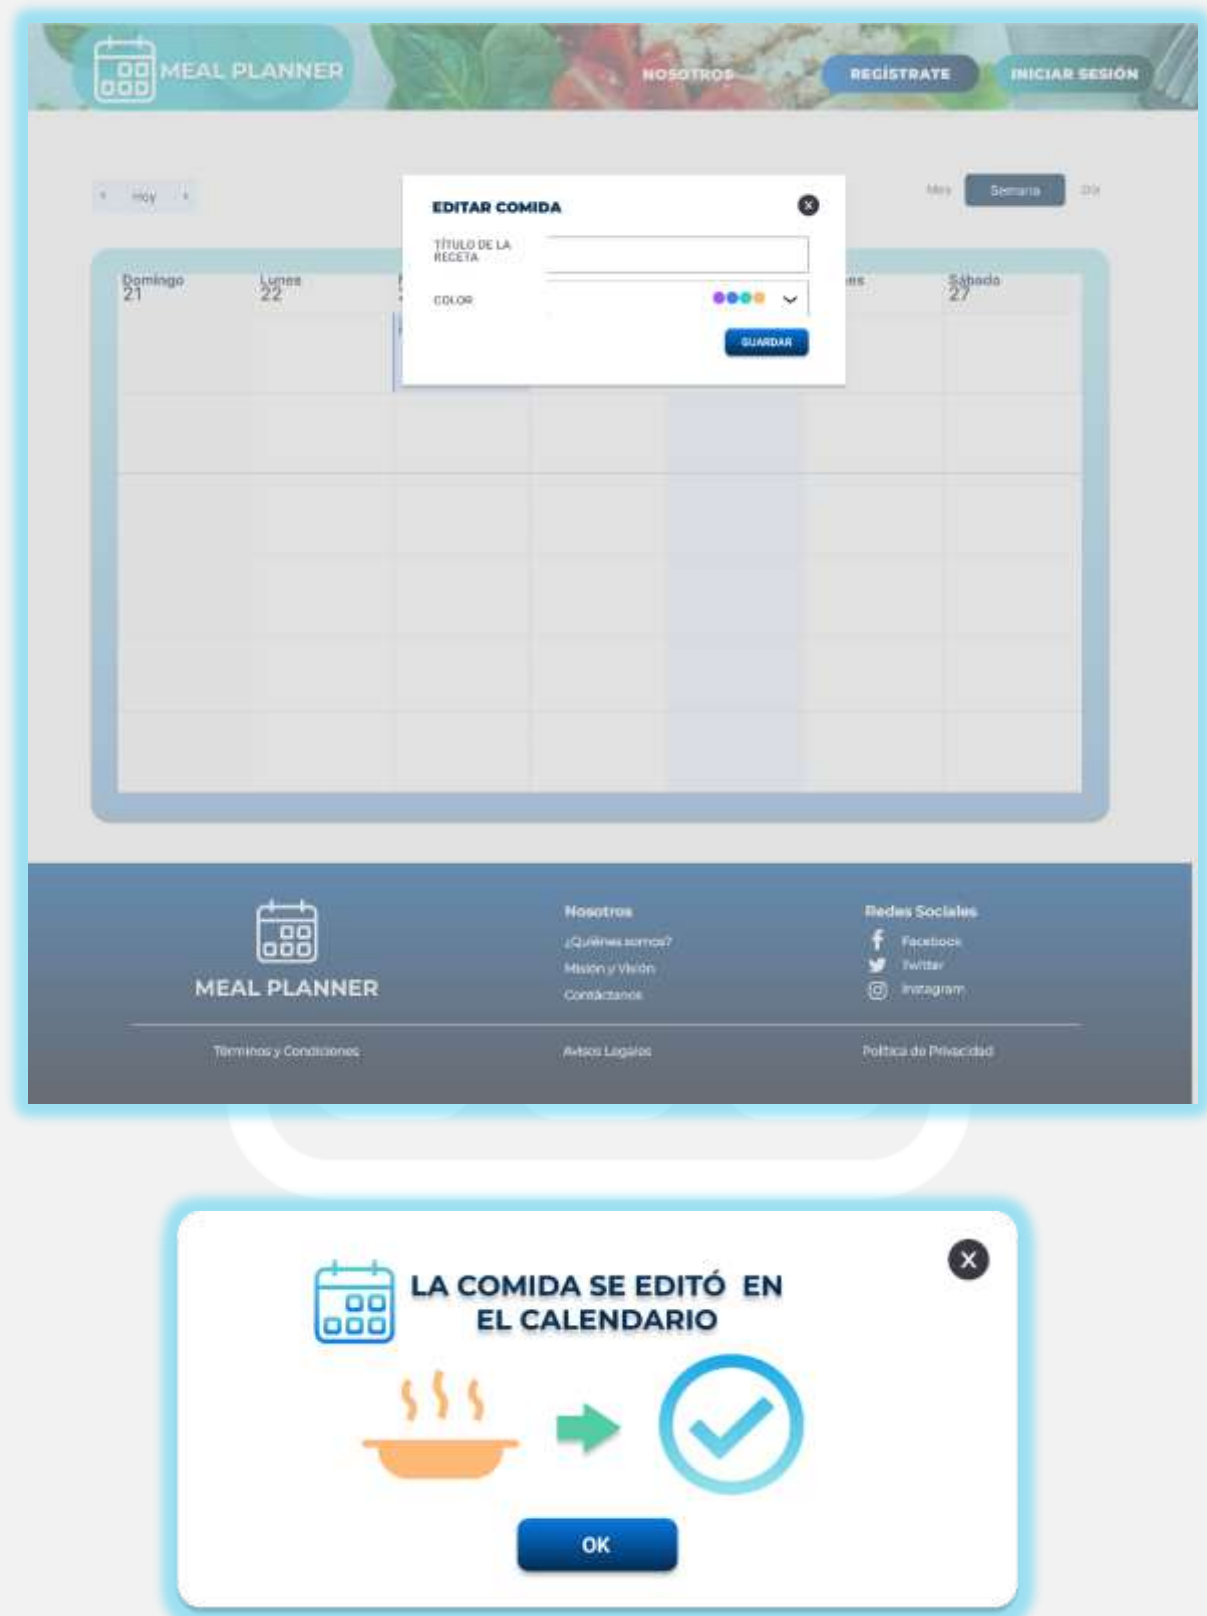 MEAL PLANNER
NOSOTROS
REGÍSTRATE
INICIAR SESIÓN
Hoy
Mes
Semana
Día
EDITAR COMIDA
TÍTULO DE LA
RECETA
COLOR
GUARDAR
Domingo
21
Lunes
22
Sábado
27
MEAL PLANNER
Nosotros
¿Quiénes somos?
Misión y Visión
Contáctanos
Redes Sociales
Facebook
Twitter
Instagram
Términos y Condiciones
Avisos Legales
Política de Privacidad
LA COMIDA SE EDITÓ EN
EL CALENDARIO
OK